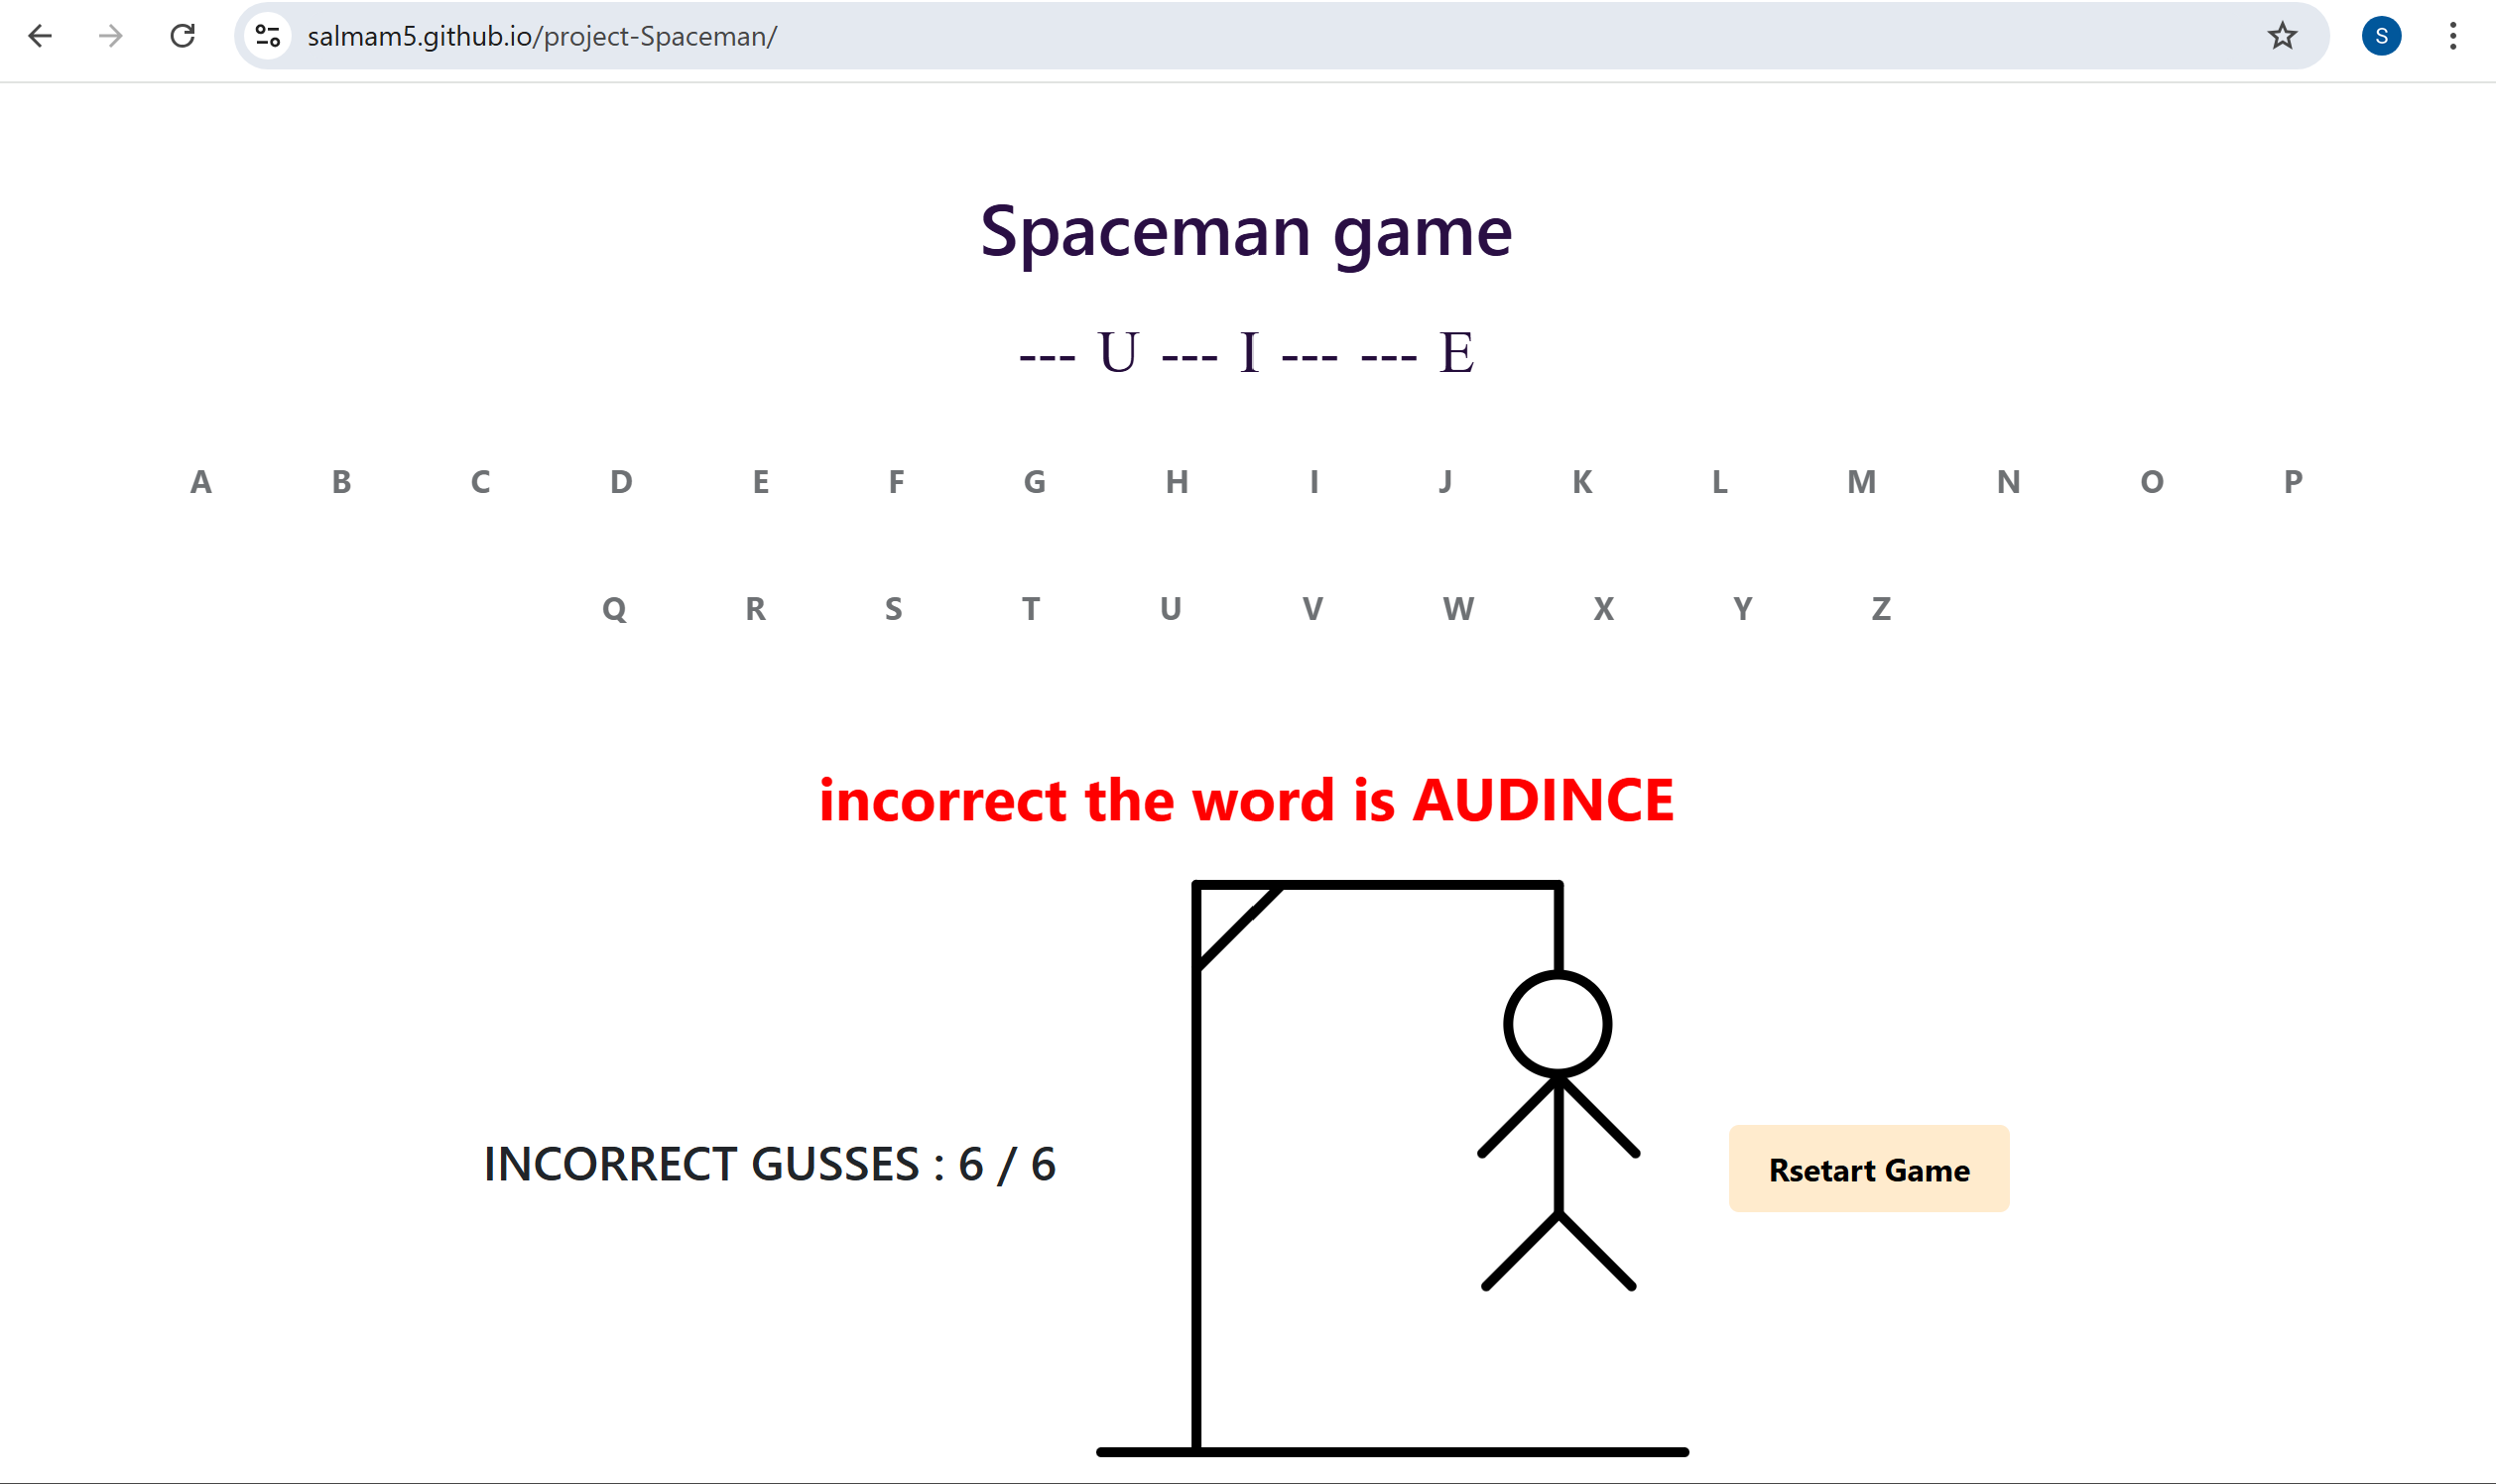 salmam5.github.io/project-Spaceman/
S
Spaceman game
--- U --- I --- --- E
A B C D E F G H I J K L M N O P
Q R S T U V W X Y Z
incorrect the word is AUDINCE
INCORRECT GUSSES : 6 / 6
Rsetart Game